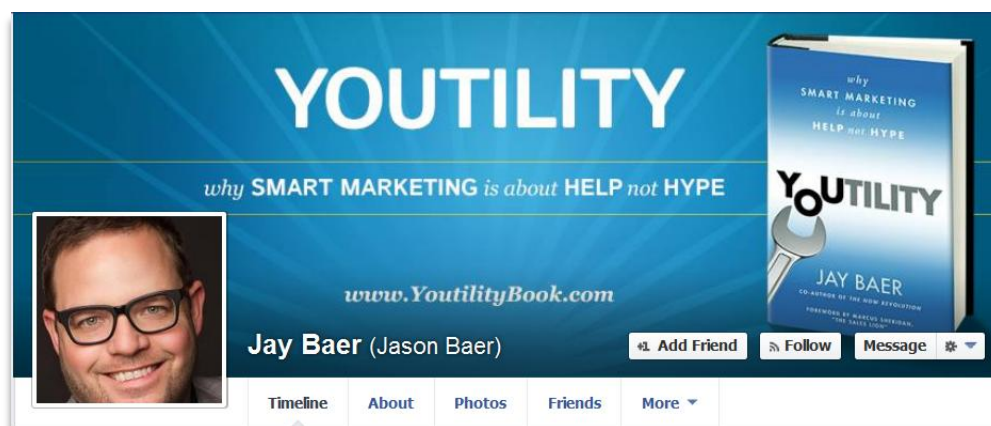 YOUTILITY
why SMART MARKETING is about HELP not HYPE
www.YoutilityBook.com
why
SMART MARKETING
is about
HELP not HYPE
YOUTILITY
JAY BAER
CO-AUTHOR OF THE NOW REVOLUTION
FOREWORD BY MARCUS SHERIDAN,
"THE SALES LION"
Jay Baer (Jason Baer)
+1 Add Friend
Follow
Message
Timeline About Photos Friends More